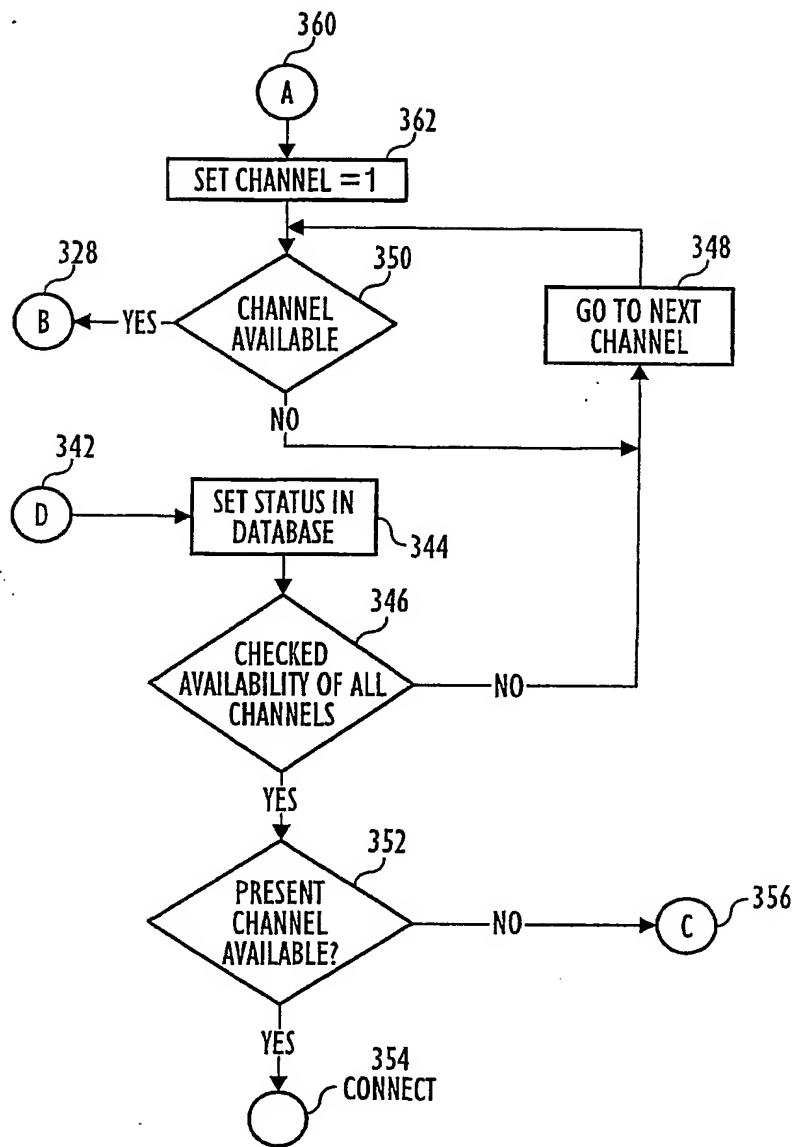 360
A
362
SET CHANNEL =1
328
350
348
B
YES
CHANNEL
AVAILABLE
GO TO NEXT
CHANNEL
NO
342
D
SET STATUS IN
DATABASE
344
346
CHECKED
AVAILABILITY OF ALL
CHANNELS
NO
YES
352
PRESENT
CHANNEL
AVAILABLE?
NO
C
356
YES
354
CONNECT